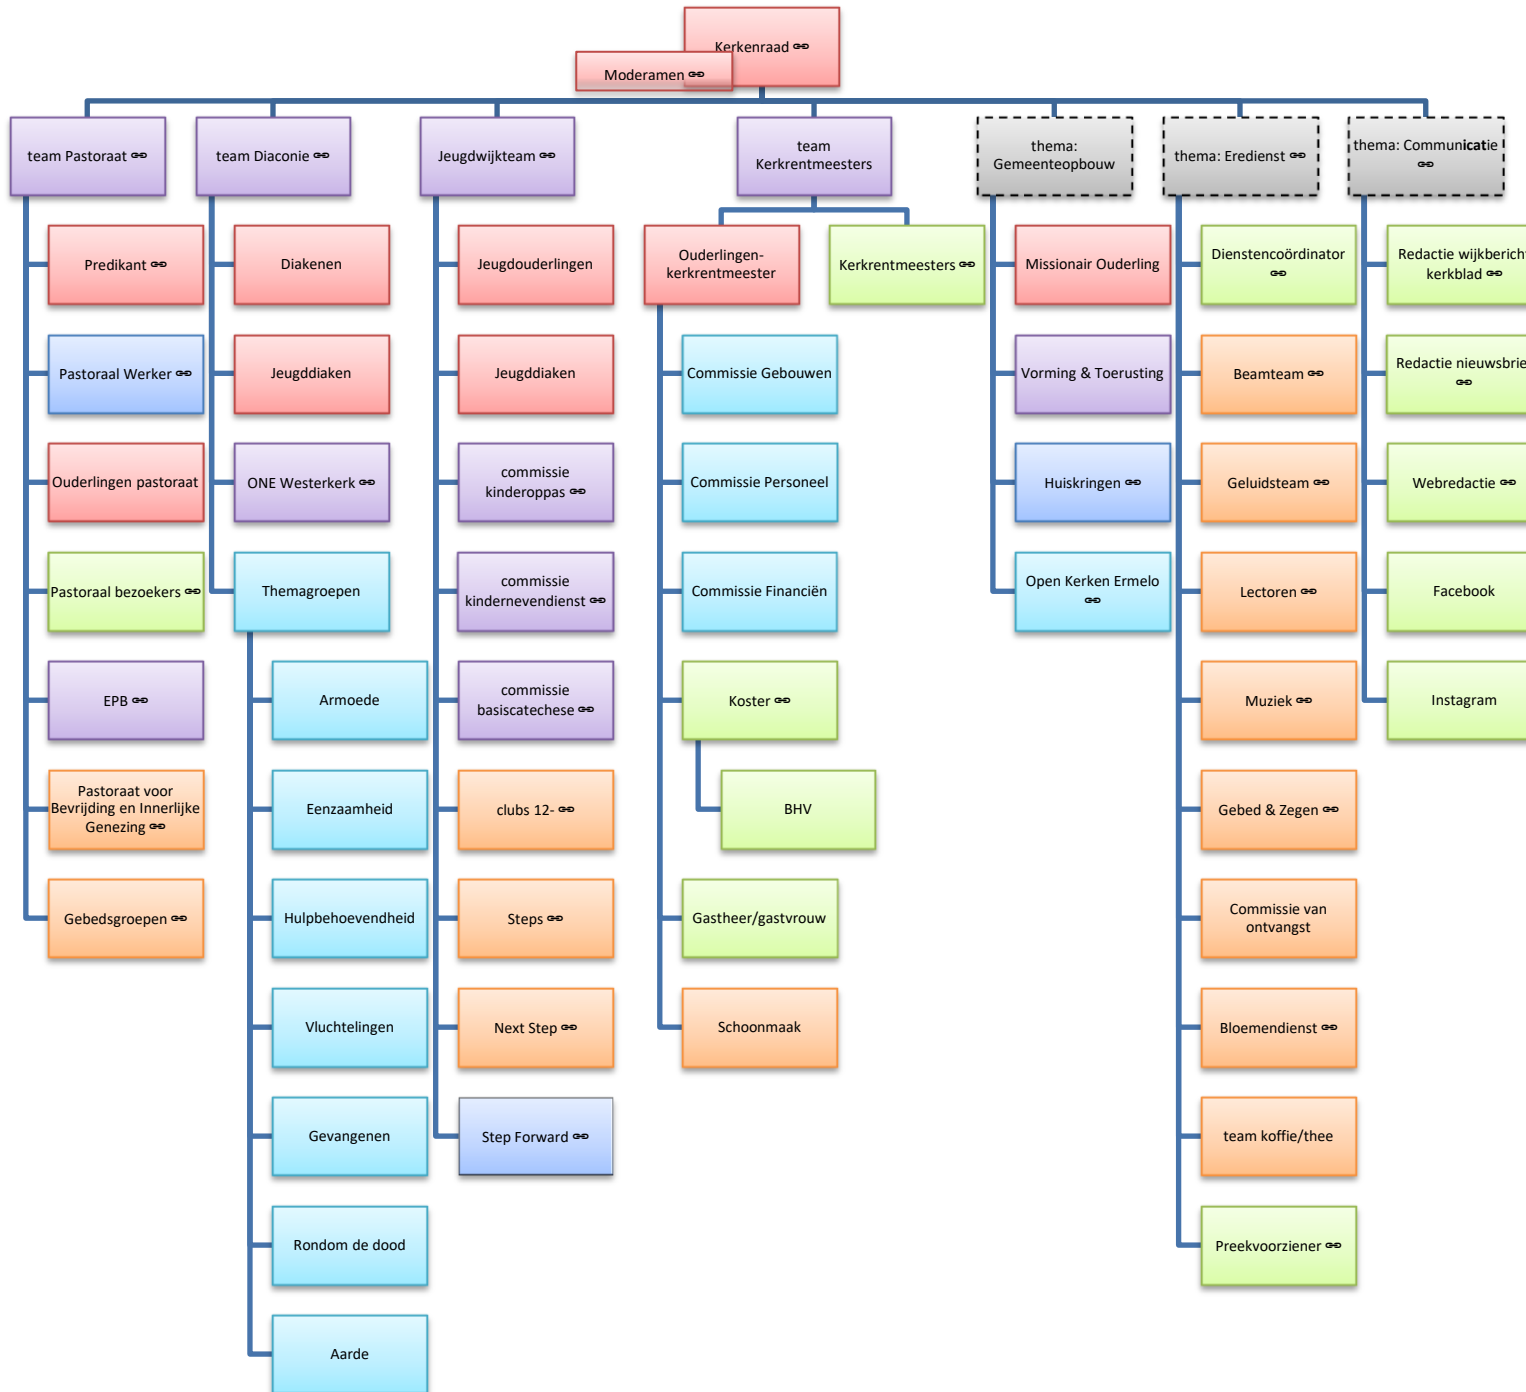 Kerkenraad
Moderamen
team Pastoraat
team Diaconie
Jeugdwijkteam
team
Kerkrentmeesters
thema:
Gemeenteopbouw
thema: Eredienst
thema: Communicatie
Predikant
Pastoraal Werker
Ouderlingen pastoraat
Pastoraal bezoekers
EPB
Pastoraat voor
Bevrijding en Innerlijke
Genezing
Gebedsgroepen
Diakenen
Jeugddiaken
ONE Westerkerk
Themagroepen
Armoede
Eenzaamheid
Hulpbehoevendheid
Vluchtelingen
Gevangenen
Rondom de dood
Aarde
Jeugdouderlingen
Jeugddiaken
commissie
kinderoppas
commissie
kindernevendienst
commissie
basiscatechese
clubs 12-
Steps
Next Step
Step Forward
Ouderlingen-
kerkrentmeester
Kerkrentmeesters
Commissie Gebouwen
Commissie Personeel
Commissie Financiën
Koster
BHV
Gastheer/gastvrouw
Schoonmaak
Missionair Ouderling
Vorming & Toerusting
Huiskringen
Open Kerken Ermelo
Dienstencoördinator
Beamteam
Geluidsteam
Lectoren
Muziek
Gebed & Zegen
Commissie van
ontvangst
Bloemendienst
team koffie/thee
Preekvoorziener
Redactie wijkbericht
kerkblad
Redactie nieuwsbrie
Webredactie
Facebook
Instagram